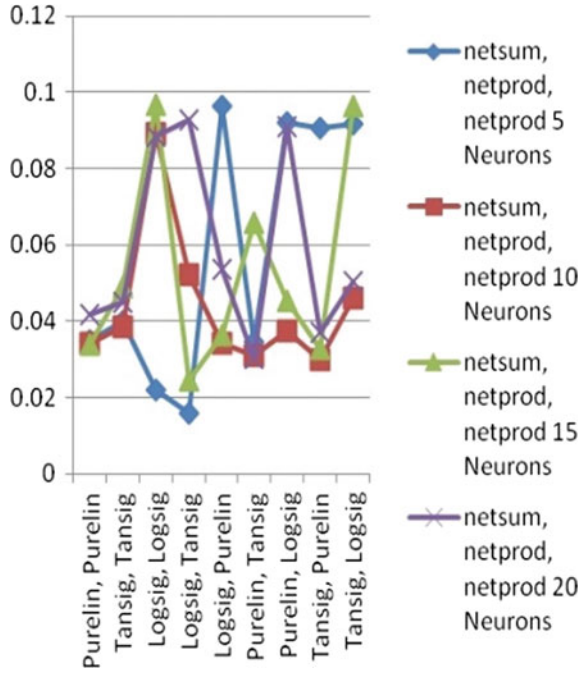 0.12
0.1
0.08
0.06
0.04
0.02
0
Purelin, Purelin
Tansig, Tansig
Logsig, Logsig
Logsig, Tansig
Logsig, Purelin
Purelin, Tansig
Purelin, Logsig
Tansig, Purelin
Tansig, Logsig
netsum,
netprod,
netprod 5
Neurons
netsum,
netprod,
netprod 10
Neurons
netsum,
netprod,
netprod 15
Neurons
netsum,
netprod,
netprod 20
Neurons